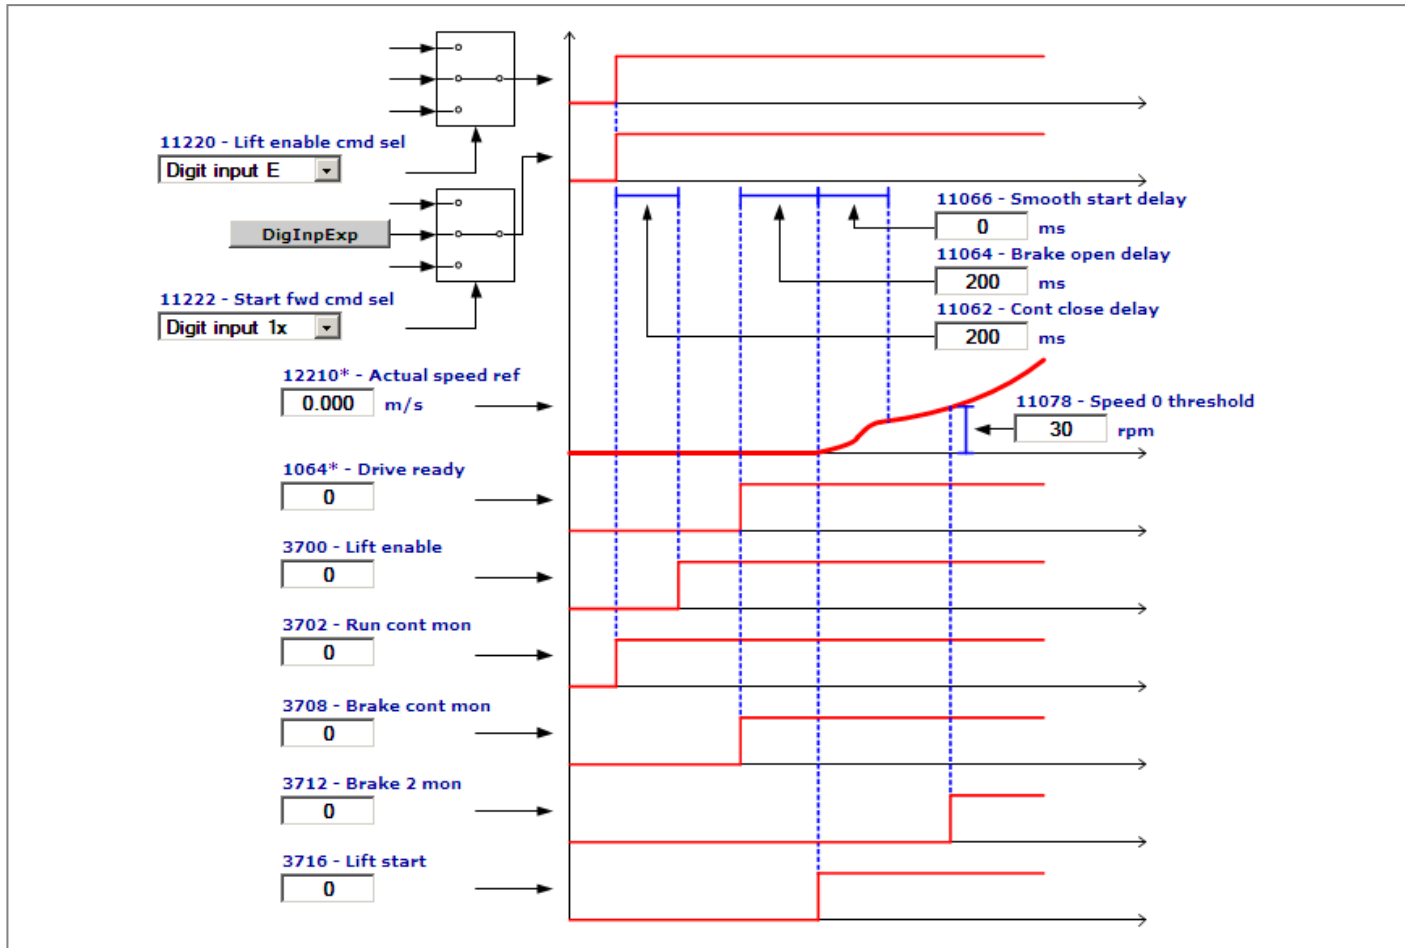 11220 - Lift enable cmd sel
Digit input E
DigInpExp
11222 - Start fwd cmd sel
Digit input 1x
11066 - Smooth start delay
0 ms
11064 - Brake open delay
200 ms
11062 - Cont close delay
200 ms
12210* - Actual speed ref
0.000 m/s
11078 - Speed 0 threshold
30 rpm
1064* - Drive ready
0
3700 - Lift enable
0
3702 - Run cont mon
0
3708 - Brake cont mon
0
3712 - Brake 2 mon
0
3716 - Lift start
0